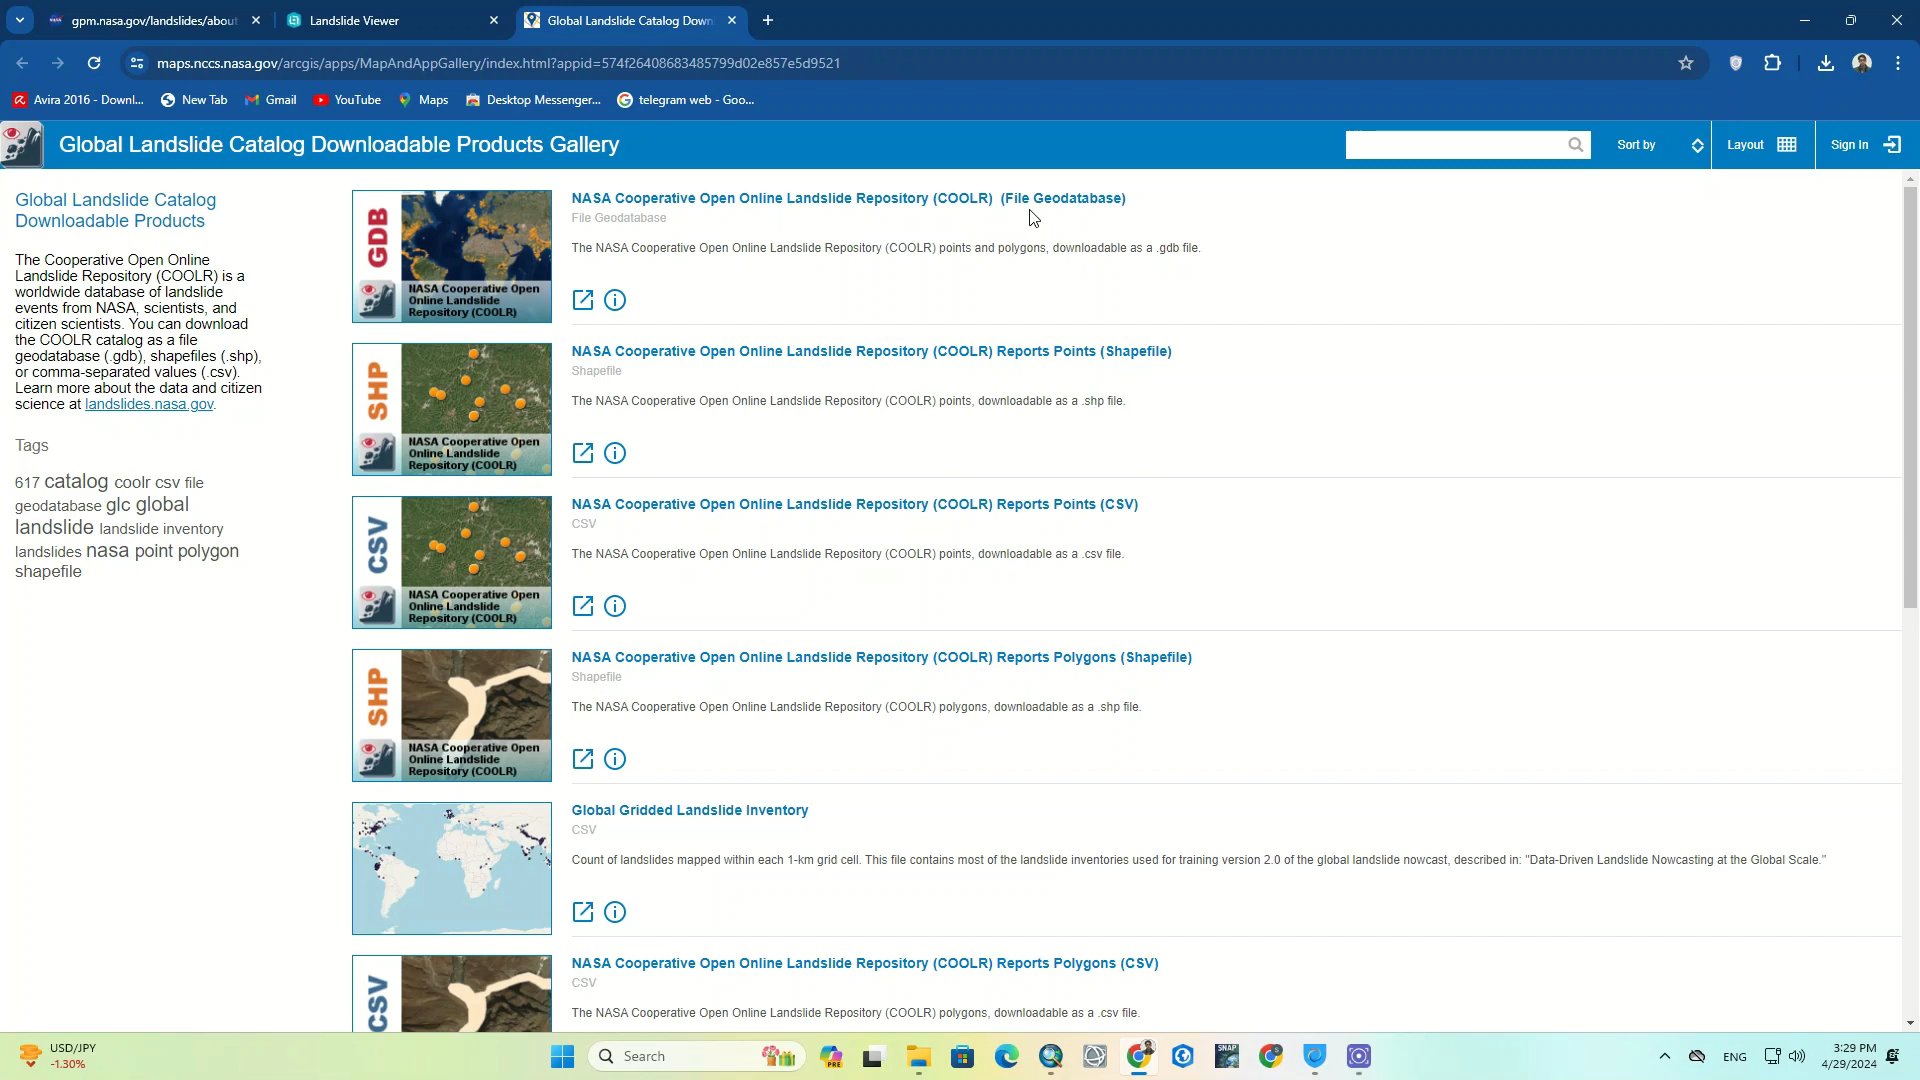 gpm.nasa.gov/landslides/about
Landslide Viewer
Global Landslide Catalog Down
maps.nccs.nasa.gov/arcgis/apps/MapAndAppGallery/index.html?appid=574f26408683485799d02e857e5d9521
Avira 2016 - Downl...
New Tab
Gmail
YouTube
Maps
Desktop Messenger...
telegram web - Goo...
Global Landslide Catalog Downloadable Products Gallery
Sort by
Layout
Sign In
Global Landslide Catalog
Downloadable Products
The Cooperative Open Online
Landslide Repository (COOLR) is a
worldwide database of landslide
events from NASA, scientists, and
citizen scientists. You can download
the COOLR catalog as a file
geodatabase (.gdb), shapefiles (.shp),
or comma-separated values (.csv).
Learn more about the data and citizen
science at landslides.nasa.gov.
Tags
617 catalog coolr csv file
geodatabase glc global
landslide landslide inventory
landslides nasa point polygon
shapefile
GDB
NASA Cooperative Open
Online Landslide
Repository (COOLR)
NASA Cooperative Open Online Landslide Repository (COOLR) (File Geodatabase)
File Geodatabase
The NASA Cooperative Open Online Landslide Repository (COOLR) points and polygons, downloadable as a .gdb file.
SHP
NASA Cooperative Open
Online Landslide
Repository (COOLR)
NASA Cooperative Open Online Landslide Repository (COOLR) Reports Points (Shapefile)
Shapefile
The NASA Cooperative Open Online Landslide Repository (COOLR) points, downloadable as a .shp file.
CSV
NASA Cooperative Open
Online Landslide
Repository (COOLR)
NASA Cooperative Open Online Landslide Repository (COOLR) Reports Points (CSV)
CSV
The NASA Cooperative Open Online Landslide Repository (COOLR) points, downloadable as a .csv file.
SHP
NASA Cooperative Open
Online Landslide
Repository (COOLR)
NASA Cooperative Open Online Landslide Repository (COOLR) Reports Polygons (Shapefile)
Shapefile
The NASA Cooperative Open Online Landslide Repository (COOLR) polygons, downloadable as a .shp file.
Global Gridded Landslide Inventory
CSV
Count of landslides mapped within each 1-km grid cell. This file contains most of the landslide inventories used for training version 2.0 of the global landslide nowcast, described in: "Data-Driven Landslide Nowcasting at the Global Scale."
CSV
NASA Cooperative Open Online Landslide Repository (COOLR) Reports Polygons (CSV)
CSV
The NASA Cooperative Open Online Landslide Repository (COOLR) polygons, downloadable as a .csv file.
USD/JPY
-1.30%
Search
PRE
SNAP
ENG
3:29 PM
4/29/2024